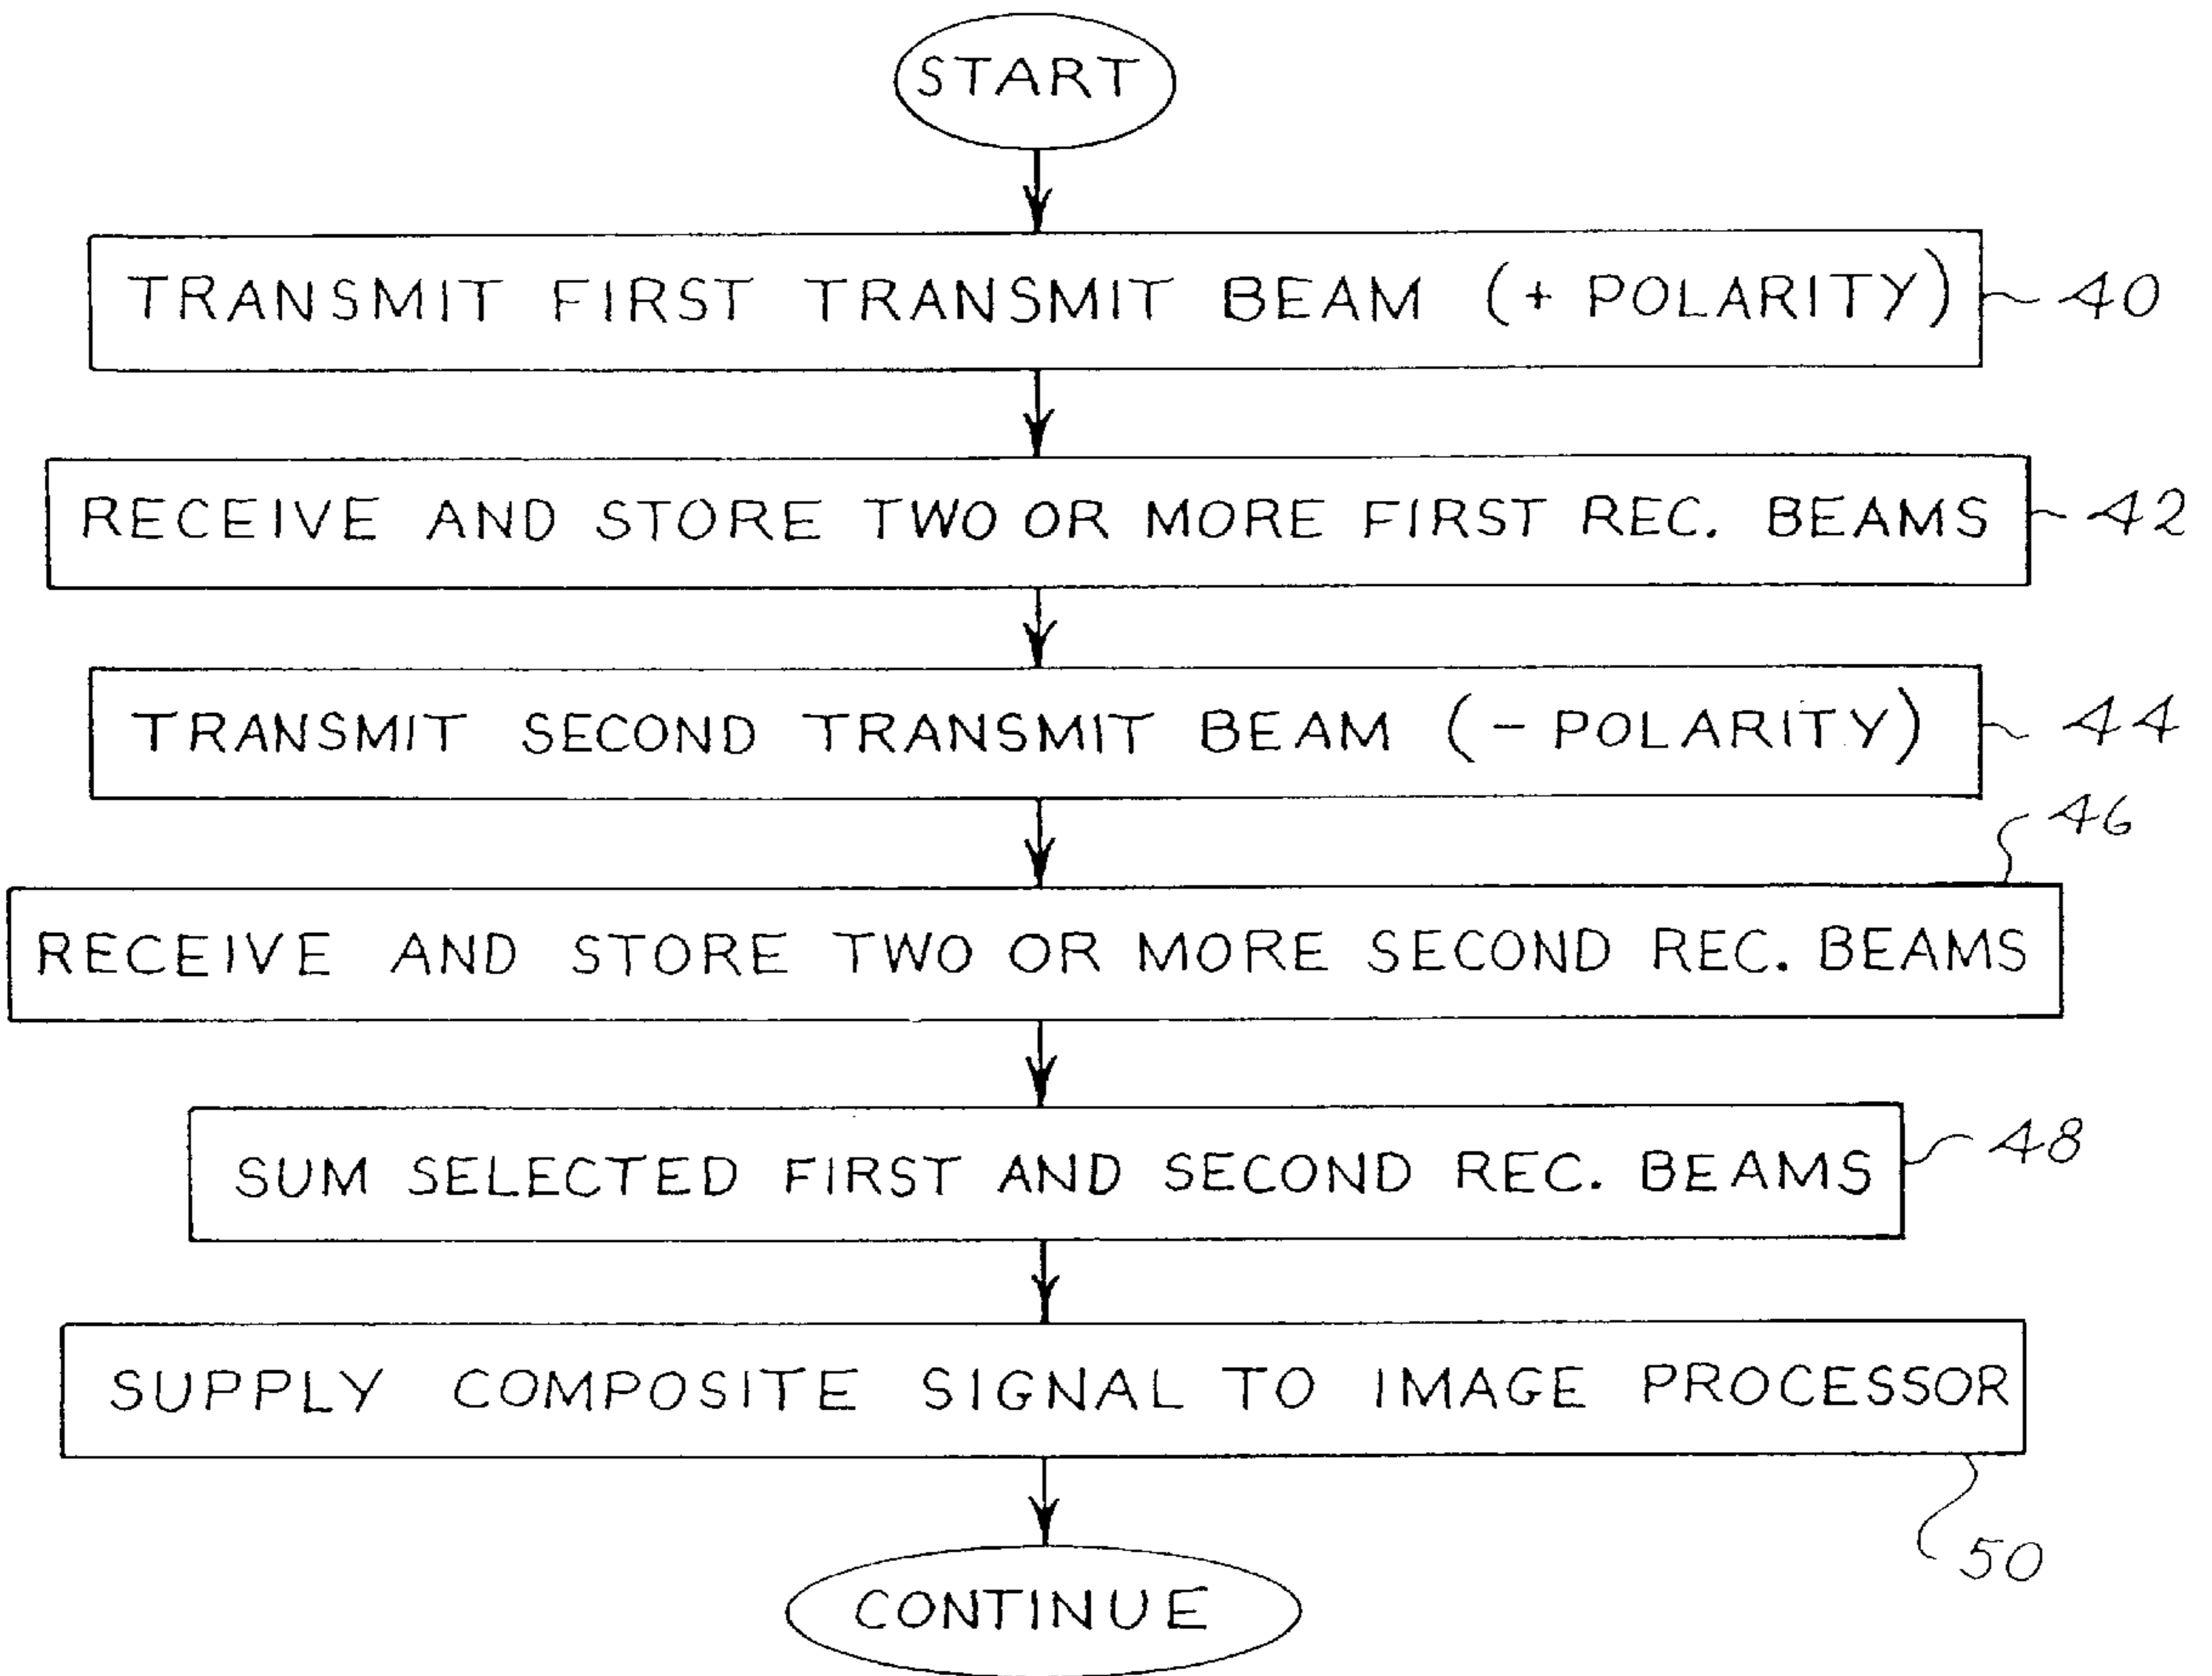 START
TRANSMIT FIRST TRANSMIT BEAM (+ POLARITY) 40
RECEIVE AND STORE TWO OR MORE FIRST REC. BEAMS 42
TRANSMIT SECOND TRANSMIT BEAM (- POLARITY) 44
46
RECEIVE AND STORE TWO OR MORE SECOND REC. BEAMS
SUM SELECTED FIRST AND SECOND REC. BEAMS 48
SUPPLY COMPOSITE SIGNAL TO IMAGE PROCESSOR
50
CONTINUE